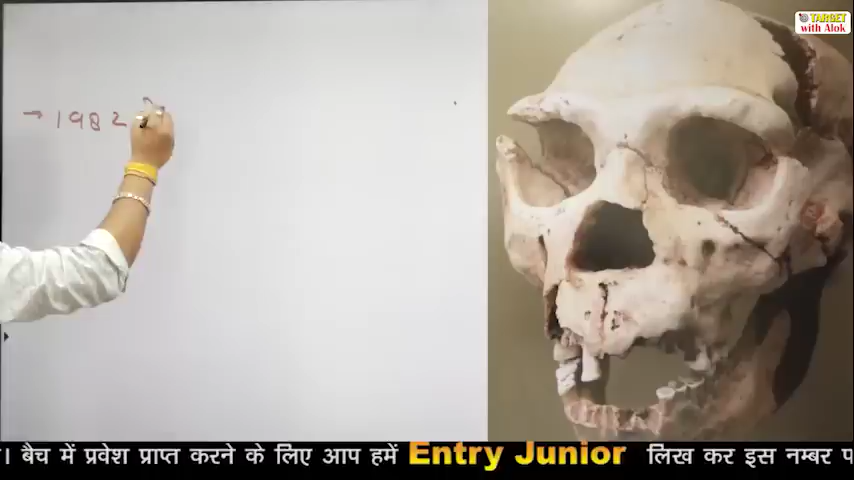 TARGET
with Alok
→ 1982
। बैच में प्रवेश प्राप्त करने के लिए आप हमें Entry Junior लिख कर इस नम्बर